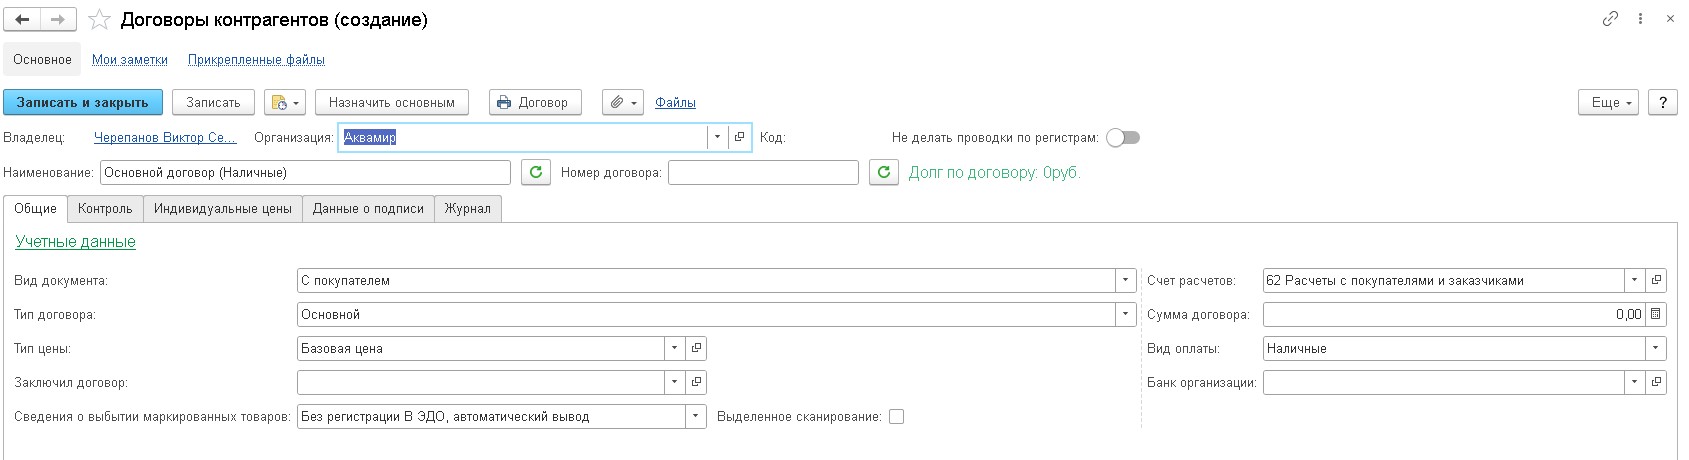 Договоры контрагентов (создание)
Основное Мои заметки Прикрепленные файлы
Записать и закрыть Записать Назначить основным Договор Файлы Еще ?
Владелец: Черепанов Виктор Се... Организация: Аквамир Код: Не делать проводки по регистрам:
Наименование: Основной договор (Наличные) Номер договора: Долг по договору: 0руб.
Общие Контроль Индивидуальные цены Данные о подписи Журнал
Учетные данные
Вид документа: С покупателем Счет расчетов: 62 Расчеты с покупателями и заказчиками
Тип договора: Основной Сумма договора: 0,00
Тип цены: Базовая цена Вид оплаты: Наличные
Заключил договор: Банк организации:
Сведения о выбытии маркированных товаров: Без регистрации В ЭДО, автоматический вывод Выделенное сканирование: